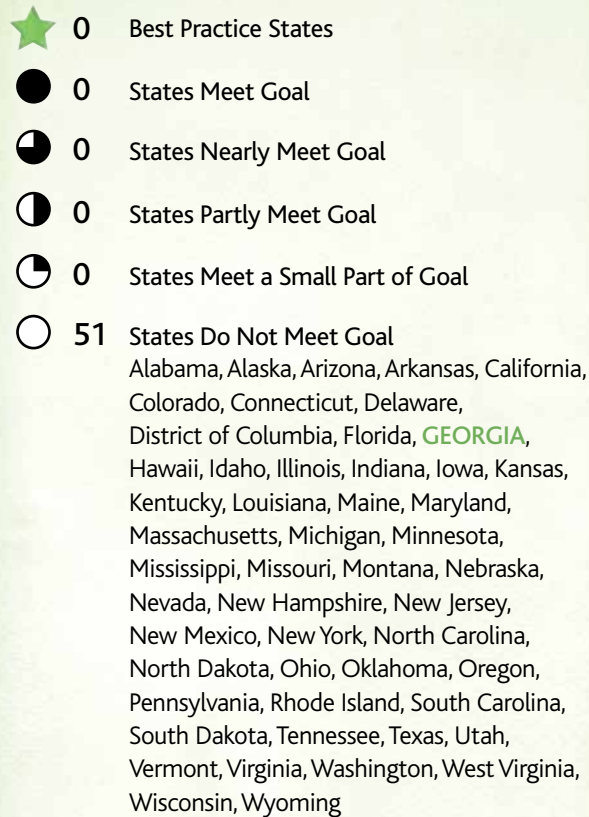 0 Best Practice States
0 States Meet Goal
0 States Nearly Meet Goal
0 States Partly Meet Goal
0 States Meet a Small Part of Goal
51 States Do Not Meet Goal
Alabama, Alaska, Arizona, Arkansas, California,
Colorado, Connecticut, Delaware,
District of Columbia, Florida, GEORGIA,
Hawaii, Idaho, Illinois, Indiana, Iowa, Kansas,
Kentucky, Louisiana, Maine, Maryland,
Massachusetts, Michigan, Minnesota,
Mississippi, Missouri, Montana, Nebraska,
Nevada, New Hampshire, New Jersey,
New Mexico, New York, North Carolina,
North Dakota, Ohio, Oklahoma, Oregon,
Pennsylvania, Rhode Island, South Carolina,
South Dakota, Tennessee, Texas, Utah,
Vermont, Virginia, Washington, West Virginia,
Wisconsin, Wyoming